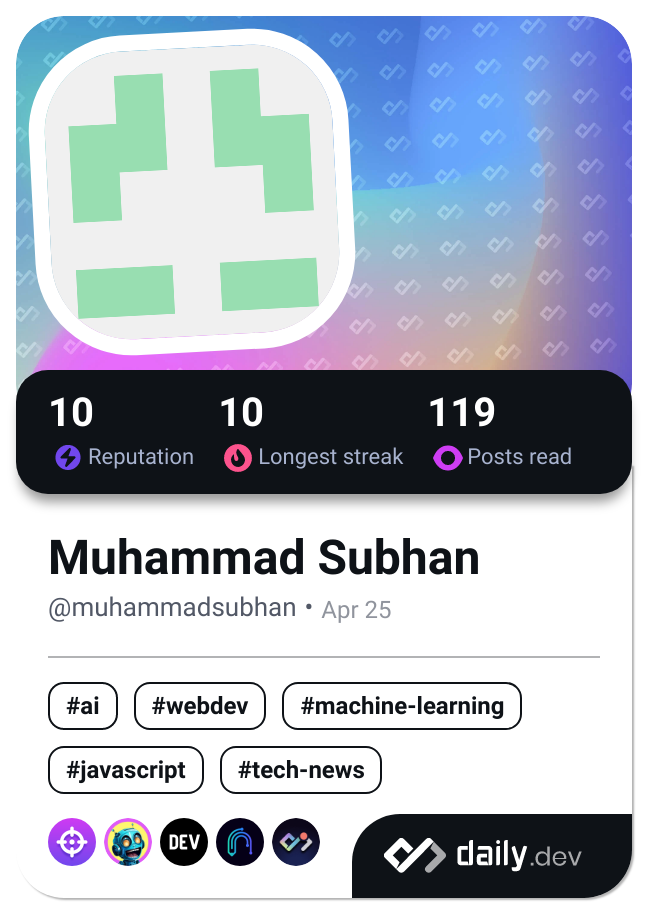 10 10 119
Reputation Longest streak Posts read
Muhammad Subhan
@muhammadsubhan • Apr 25
#ai #webdev #machine-learning
#javascript #tech-news
DEV
daily.dev